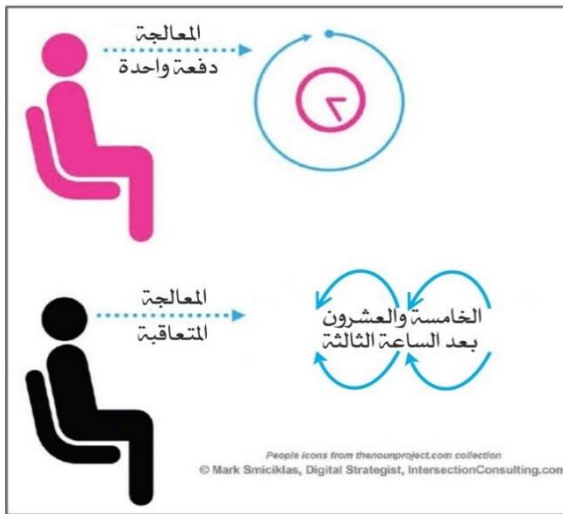 المعالجة
دفعة واحدة
المعالجة
المتعاقبة
الخامسة والعشرون
بعد الساعة الثالثة
People icons from thenounproject.com collection
© Mark Smiciklas, Digital Strategist, IntersectionConsulting.com